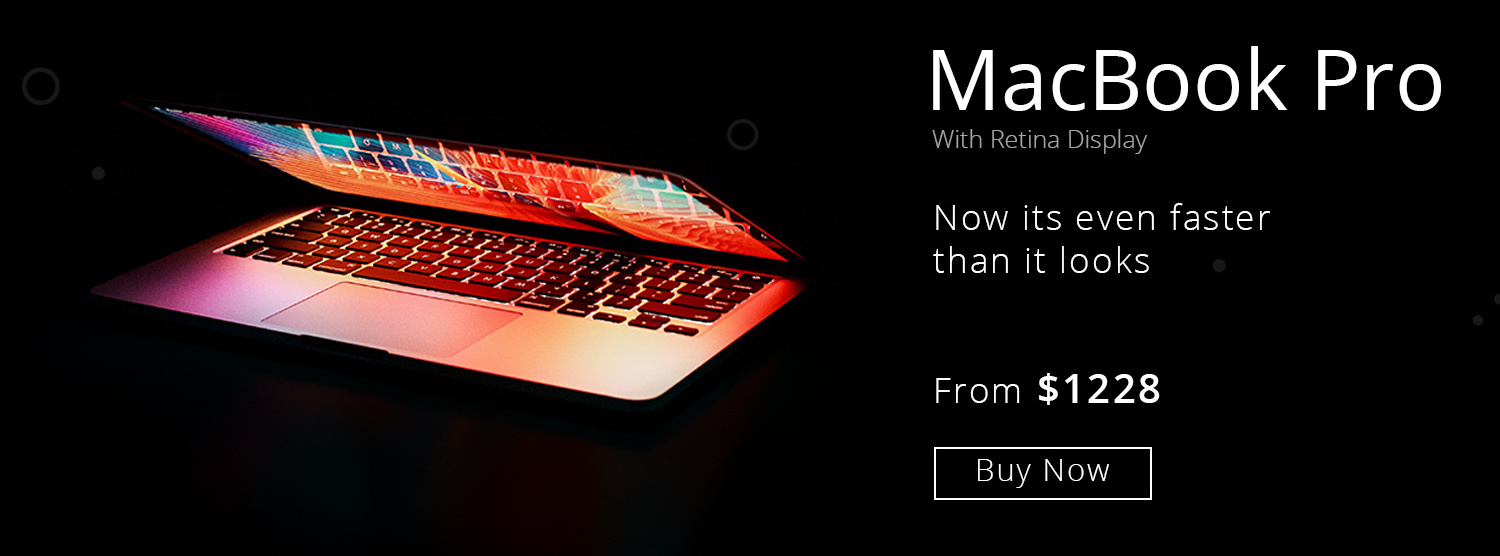 MacBook Pro
With Retina Display
Now its even faster
than it looks
From $1228
Buy Now